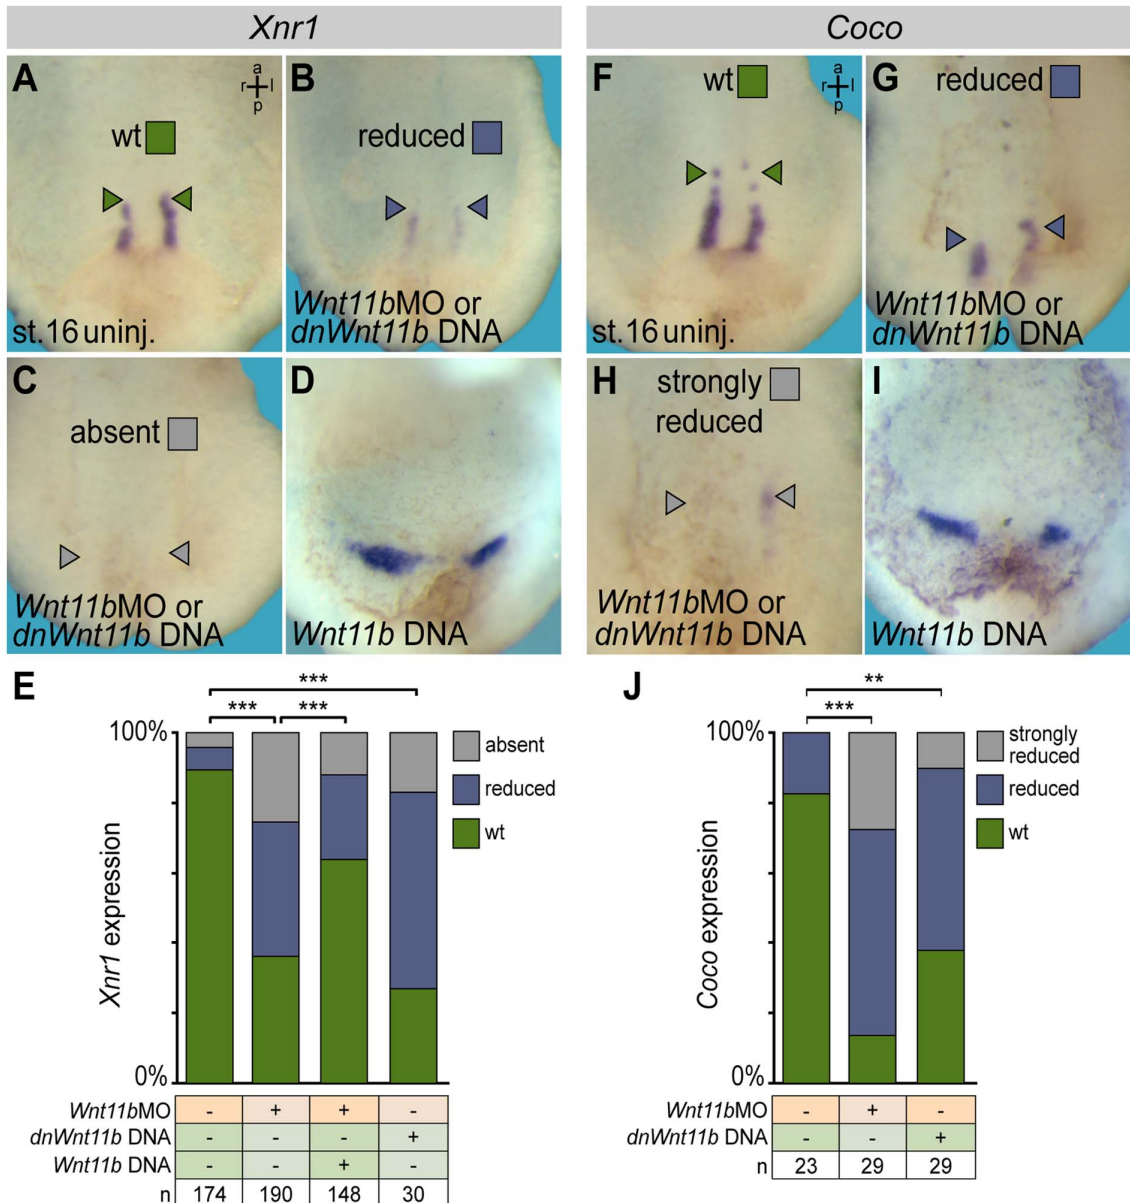 Xnr1
Coco
A
a
r l
p
wt
st.16 uninj.
B
reduced
Wnt11bMO or
dnWnt11b DNA
F
a
r l
p
wt
st.16 uninj.
G
reduced
Wnt11bMO or
dnWnt11b DNA
C
absent
Wnt11bMO or
dnWnt11b DNA
D
Wnt11b DNA
H
strongly
reduced
Wnt11bMO or
dnWnt11b DNA
I
Wnt11b DNA
E
***
*** ***
100%
0%
Xnr1 expression
absent
reduced
wt
Wnt11bMO - + + -
dnWnt11b DNA - - - +
Wnt11b DNA - - + -
n 174 190 148 30
J
**
***
100%
0%
Coco expression
strongly
reduced
reduced
wt
Wnt11bMO - + -
dnWnt11b DNA - - +
n 23 29 29